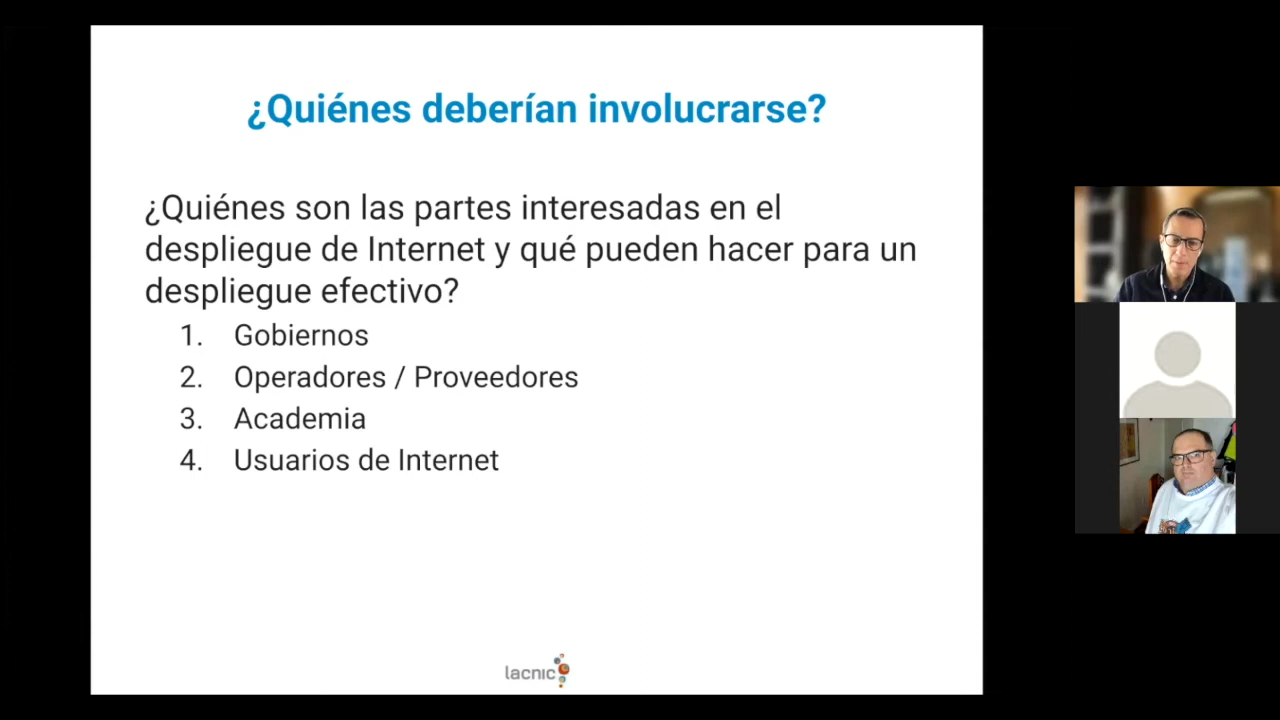 ¿Quiénes deberían involucrarse?
¿Quiénes son las partes interesadas en el
despliegue de Internet y qué pueden hacer para un
despliegue efectivo?
1. Gobiernos
2. Operadores / Proveedores
3. Academia
4. Usuarios de Internet
lacnic